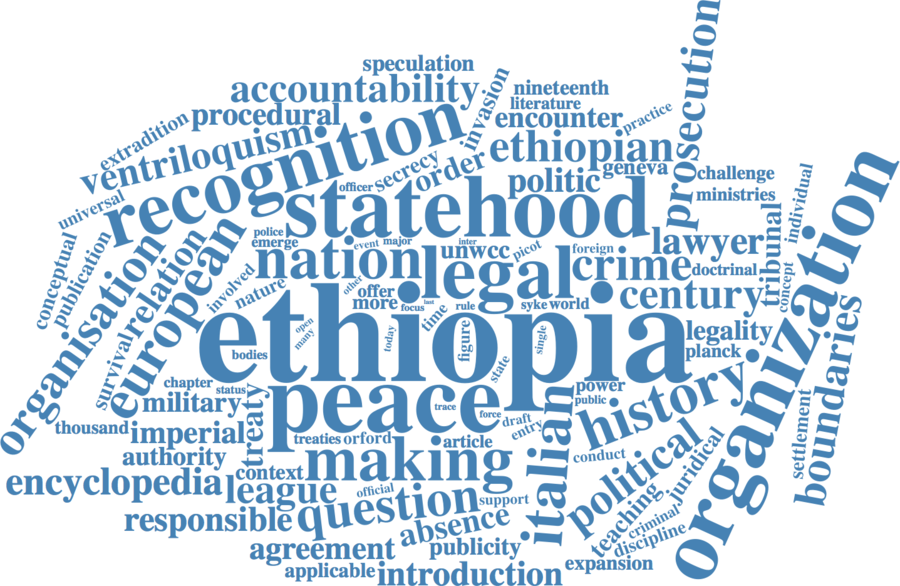 speculation
accountability
invasion
nineteenth
literature
prosecution
extradition
procedural
encounter
practice
ventriloquism
recognition
secrecy
order
ethiopian
geneva
challenge
officer
politic
ministries
individual
universal
statehood
police
emerge
event
major
inter
unwcc
picot
foreign
lawyer
tribunal
organization
conceptual
publication
organisation
survival
relation
european
involved
nature
nation
legal
crime
doctrinal
concept
other
offer
more
focus
last
time
rule
syke
world
century
ethiopia
open
many
today
figure
single
legality
planck
boundaries
bodies
state
chapter
status
peace
trace
force
power
public
history
military
treaty
draft
entry
italian
thousand
imperial
treaties
orford
article
authority
making
conduct
political
settlement
encyclopedia
context
league
official
question
support
juridical
teaching
responsible
absence
criminal
discipline
agreement
publicity
expansion
applicable
introduction